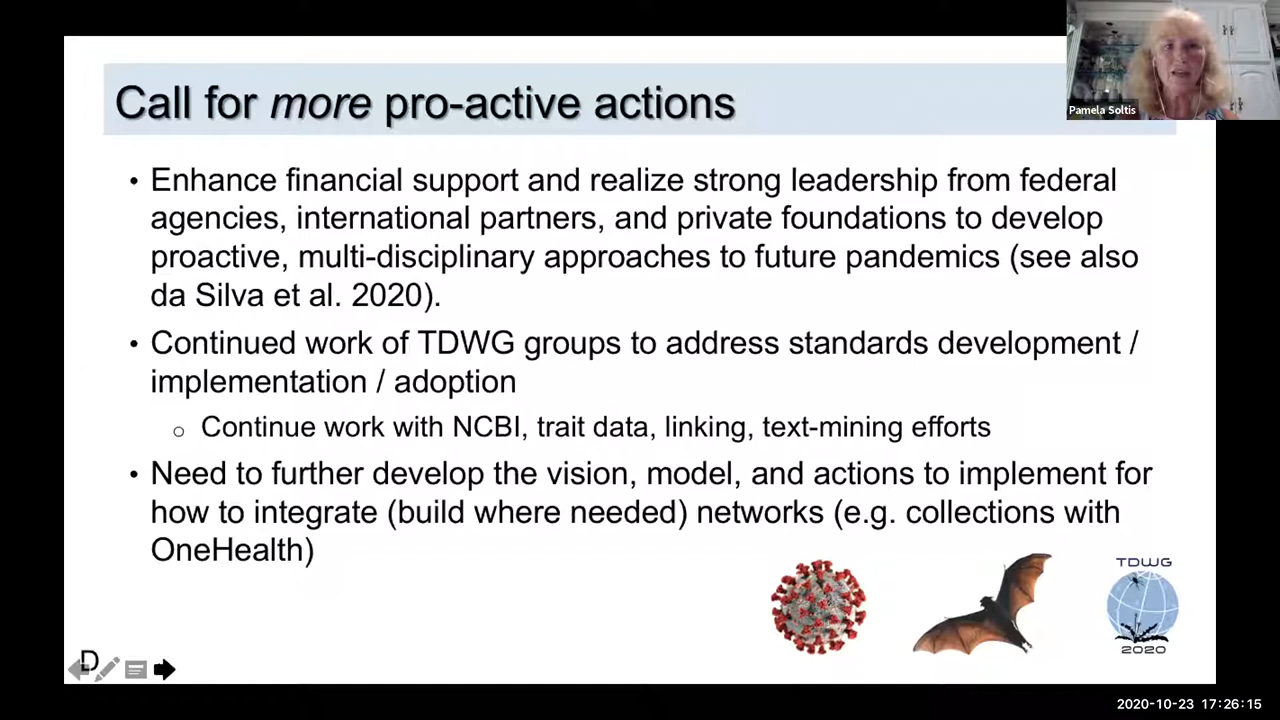 Call for more pro-active actions
Pamela Soltis
• Enhance financial support and realize strong leadership from federal
agencies, international partners, and private foundations to develop
proactive, multi-disciplinary approaches to future pandemics (see also
da Silva et al. 2020).
• Continued work of TDWG groups to address standards development /
implementation / adoption
o Continue work with NCBI, trait data, linking, text-mining efforts
• Need to further develop the vision, model, and actions to implement for
how to integrate (build where needed) networks (e.g. collections with
OneHealth)
TDWG
2020
D
2020-10-23 17:26:15